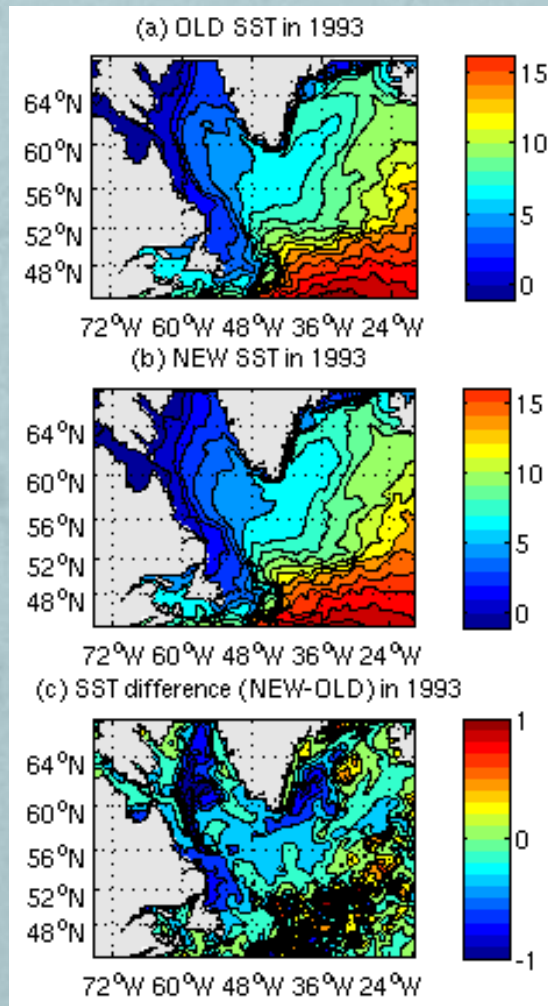 (a) OLD SST in 1993
64°N
60°N
56°N
52°N
48°N
72°W 60°W 48°W 36°W 24°W
15
10
5
0
(b) NEW SST in 1993
64°N
60°N
56°N
52°N
48°N
72°W 60°W 48°W 36°W 24°W
15
10
5
0
(c) SST difference (NEW-OLD) in 1993
64°N
60°N
56°N
52°N
48°N
72°W 60°W 48°W 36°W 24°W
1
0
-1